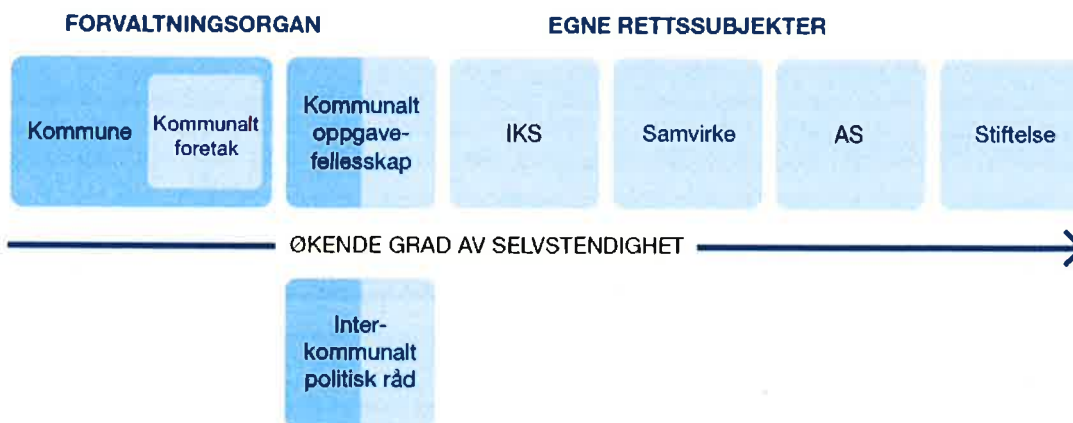 FORVALTNINGSORGAN
EGNE RETTSSUBJEKTER
Kommune
Kommunalt
foretak
Kommunalt
oppgave-
fellesskap
IKS
Samvirke
AS
Stiftelse
ØKENDE GRAD AV SELVSTENDIGHET
Inter-
kommunalt
politisk råd